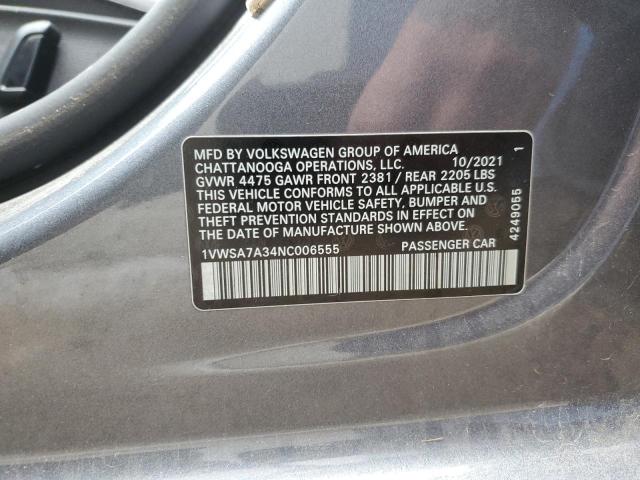 MFD BY VOLKSWAGEN GROUP OF AMERICA
CHATTANOOGA OPERATIONS, LLC. 10/2021
GVWR 4475 GAWR FRONT 2381 / REAR 2205 LBS
THIS VEHICLE CONFORMS TO ALL APPLICABLE U.S.
FEDERAL MOTOR VEHICLE SAFETY, BUMPER AND
THEFT PREVENTION STANDARDS IN EFFECT ON
THE DATE OF MANUFACTURE SHOWN ABOVE.
1VWSA7A34NC006555 PASSENGER CAR
4249055 1